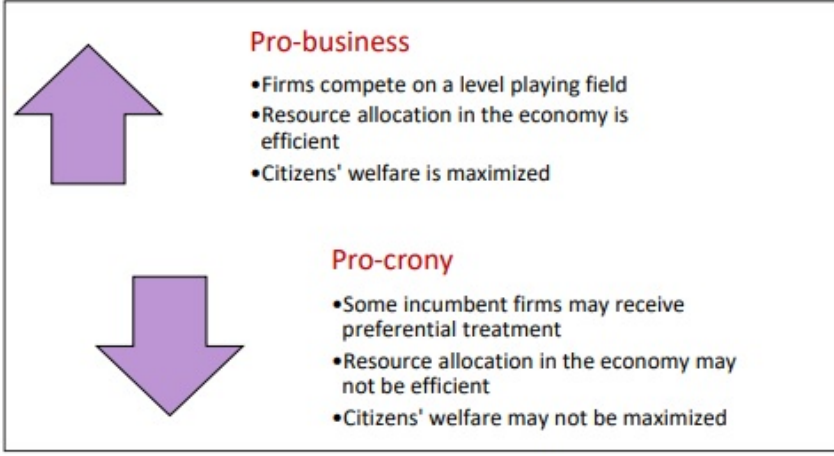 Pro-business
•Firms compete on a level playing field
•Resource allocation in the economy is
efficient
•Citizens' welfare is maximized
Pro-crony
•Some incumbent firms may receive
preferential treatment
•Resource allocation in the economy may
not be efficient
•Citizens' welfare may not be maximized